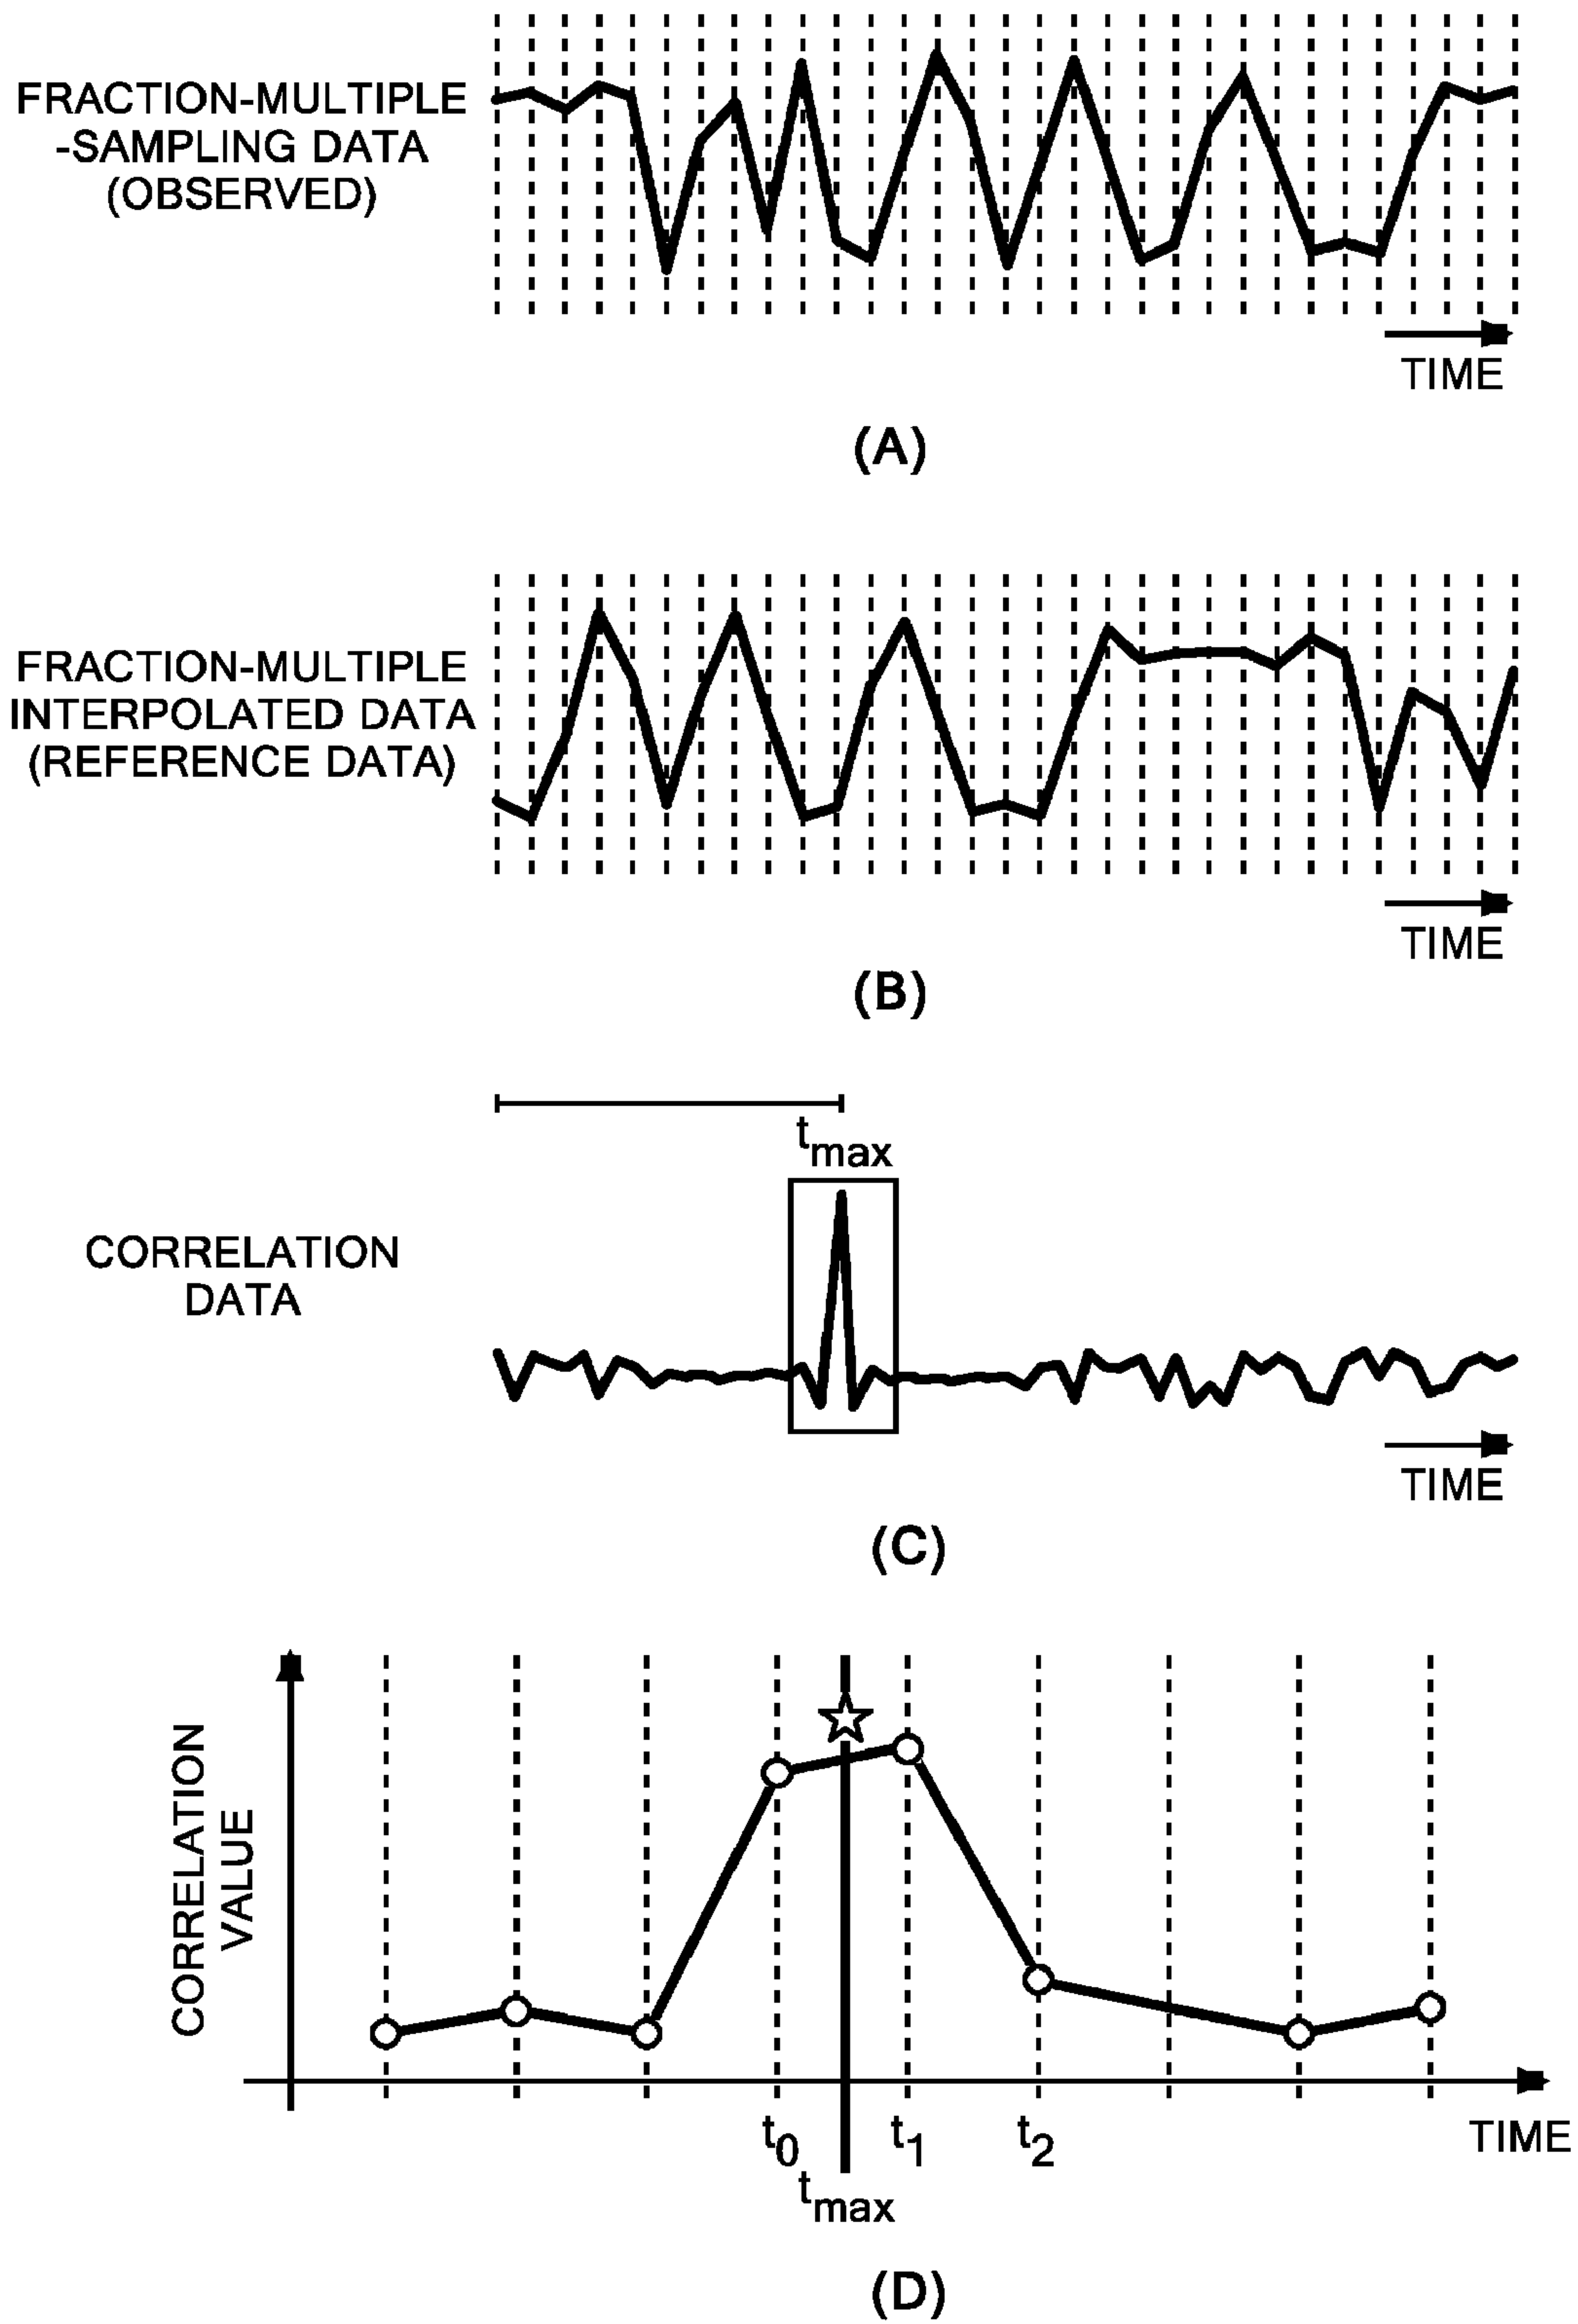 FRACTION-MULTIPLE
-SAMPLING DATA
(OBSERVED)
TIME
(A)
FRACTION-MULTIPLE
INTERPOLATED DATA
(REFERENCE DATA)
TIME
(B)
tmax
CORRELATION
DATA
TIME
(C)
CORRELATION
VALUE
t0
t1
t2
TIME
tmax
(D)